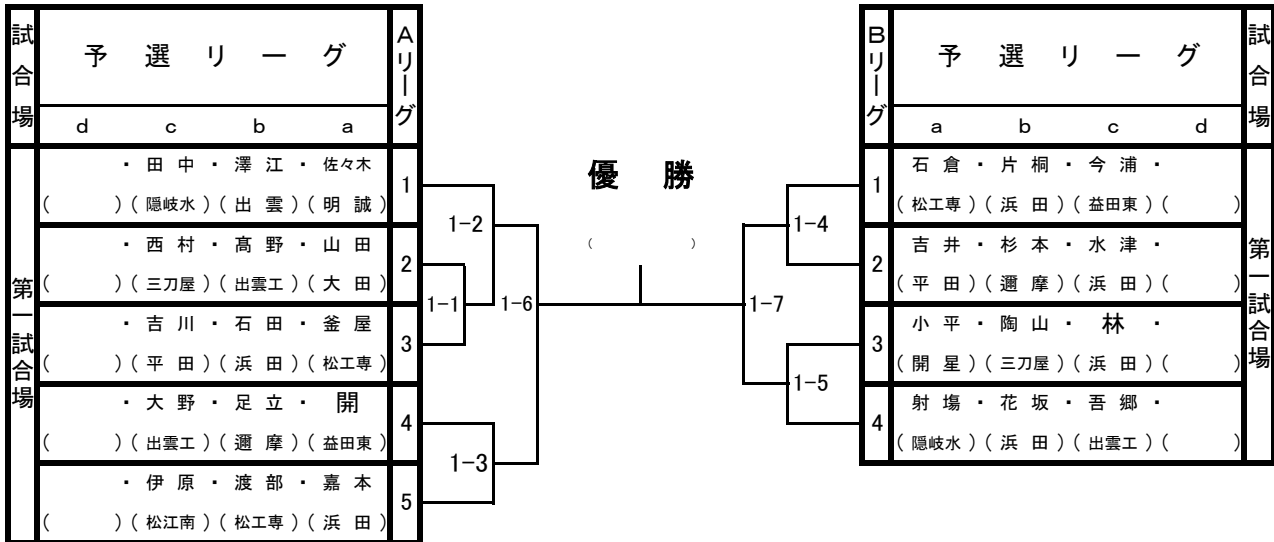 試合場 予選リーグ Aリーグ
d c b a
第一試合場
・ 田中 ・ 澤江 ・ 佐々木 1
( ) ( 隠岐水 ) ( 出雲 ) ( 明誠 )
・ 西村 ・ 髙野 ・ 山田 2
( ) ( 三刀屋 ) ( 出雲工 ) ( 大田 )
・ 吉川 ・ 石田 ・ 釜屋 3
( ) ( 平田 ) ( 浜田 ) ( 松工専 )
・ 大野 ・ 足立 ・ 開 4
( ) ( 出雲工 ) ( 邇摩 ) ( 益田東 )
・ 伊原 ・ 渡部 ・ 嘉本 5
( ) ( 松江南 ) ( 松工専 ) ( 浜田 )
1-2
1-1
1-6
1-3
優勝
( )
1-4
1-7
1-5
Bリーグ 予選リーグ 試合場
a b c d
1 石倉 ・ 片桐 ・ 今浦 ・
( 松工専 ) ( 浜田 ) ( 益田東 ) ( )
2 吉井 ・ 杉本 ・ 水津 ・
( 平田 ) ( 邇摩 ) ( 浜田 ) ( )
3 小平 ・ 陶山 ・ 林 ・
( 開星 ) ( 三刀屋 ) ( 浜田 ) ( )
4 射塲 ・ 花坂 ・ 吾郷 ・
( 隠岐水 ) ( 浜田 ) ( 出雲工 ) ( )
第一試合場